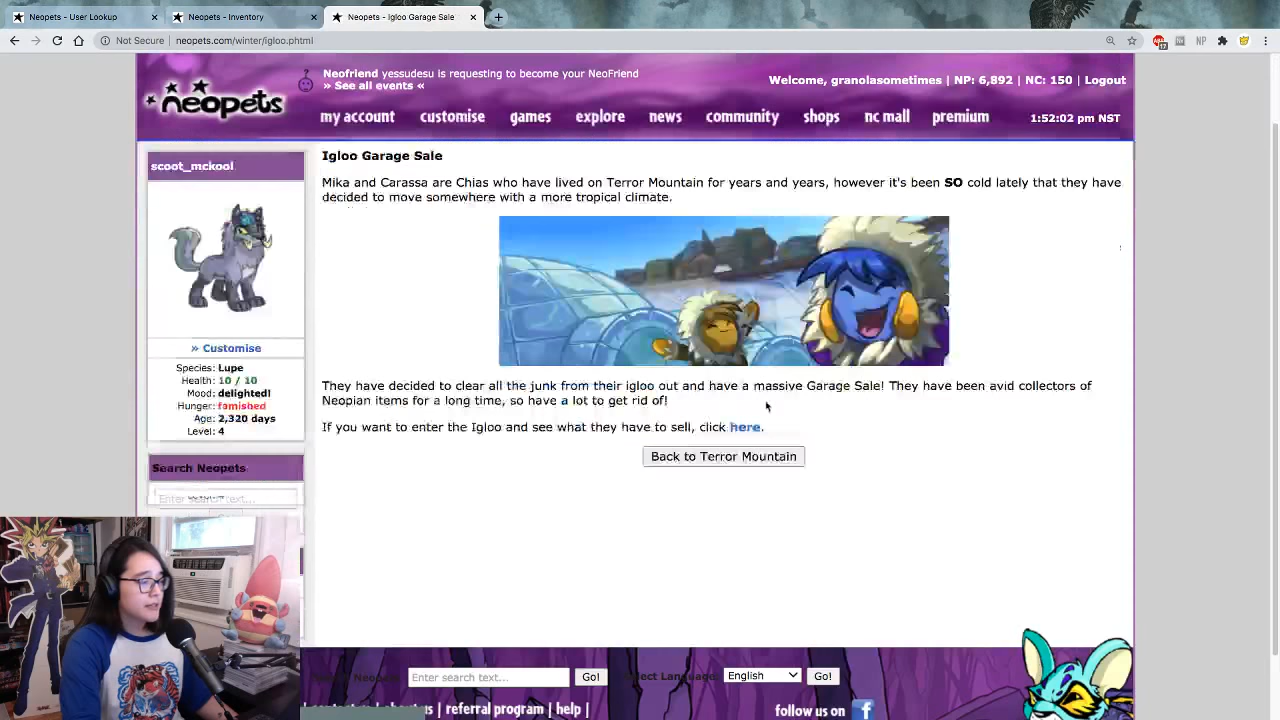 Neopets - User Lookup
Neopets - Inventory
Neopets - Igloo Garage Sale
Not Secure | neopets.com/winter/igloo.phtml
17
NP
neopets
Neofriend yessudesu is requesting to become your NeoFriend
» See all events «
Welcome, granolasometimes | NP: 6,892 | NC: 150 | Logout
my account customise games explore news community shops nc mall premium
1:52:02 pm NST
scoot_mckool
» Customise
Species: Lupe
Health: 10 / 10
Mood: delighted!
Hunger: famished
Age: 2,320 days
Level: 4
Search Neopets
Enter search text...
Igloo Garage Sale
Mika and Carassa are Chias who have lived on Terror Mountain for years and years, however it's been SO cold lately that they have
decided to move somewhere with a more tropical climate.
They have decided to clear all the junk from their igloo out and have a massive Garage Sale! They have been avid collectors of
Neopian items for a long time, so have a lot to get rid of!
If you want to enter the Igloo and see what they have to sell, click here.
Back to Terror Mountain
Enter search text...
Go!
Select Language:
English
Go!
referral program | help |
follow us on